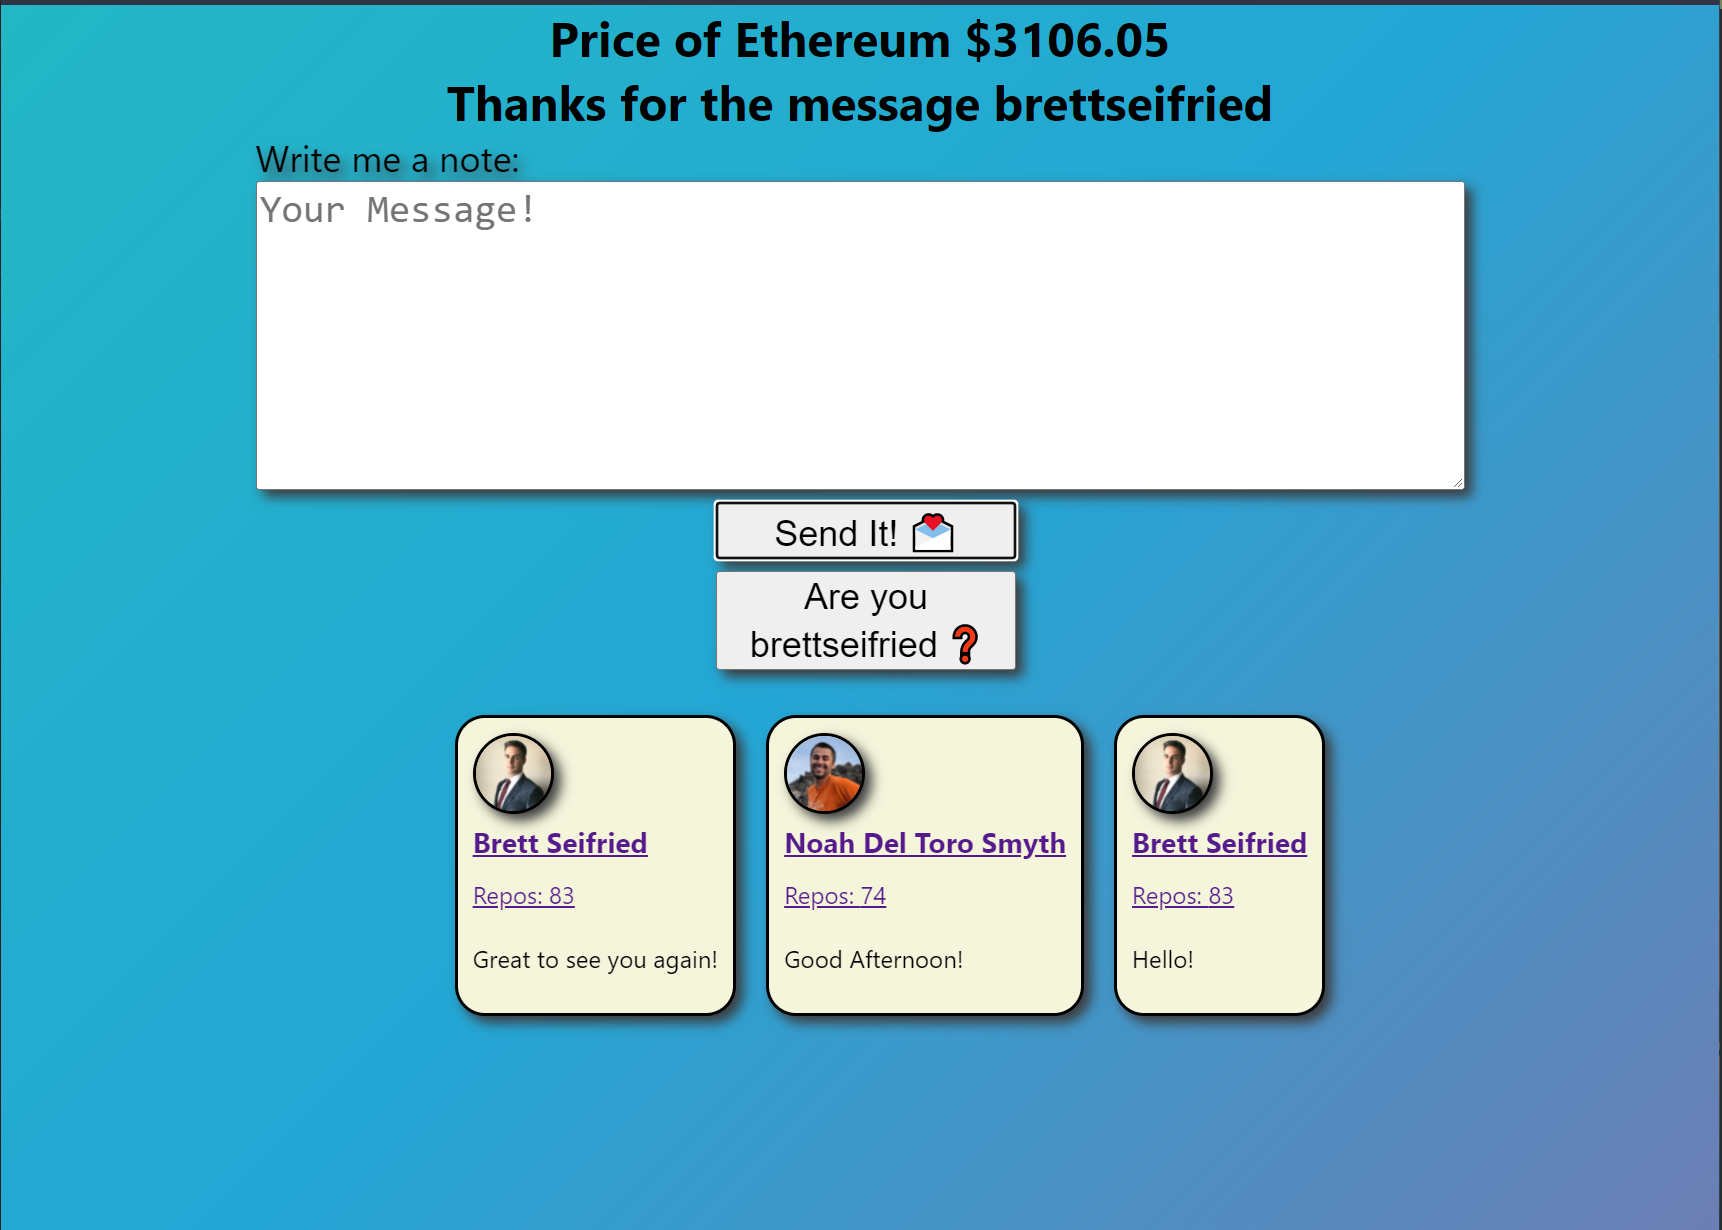 Price of Ethereum $3106.05
Thanks for the message brettseifried
Write me a note:
Your Message!
Send It! 💌
Are you
brettseifried ❓
Brett Seifried
Repos: 83
Great to see you again!
Noah Del Toro Smyth
Repos: 74
Good Afternoon!
Brett Seifried
Repos: 83
Hello!